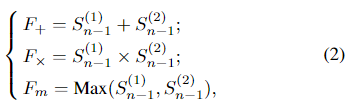 F₊ = S⁽¹⁾ₙ₋₁ + S⁽²⁾ₙ₋₁;
F× = S⁽¹⁾ₙ₋₁ × S⁽²⁾ₙ₋₁; (2)
Fₘ = Max(S⁽¹⁾ₙ₋₁, S⁽²⁾ₙ₋₁),